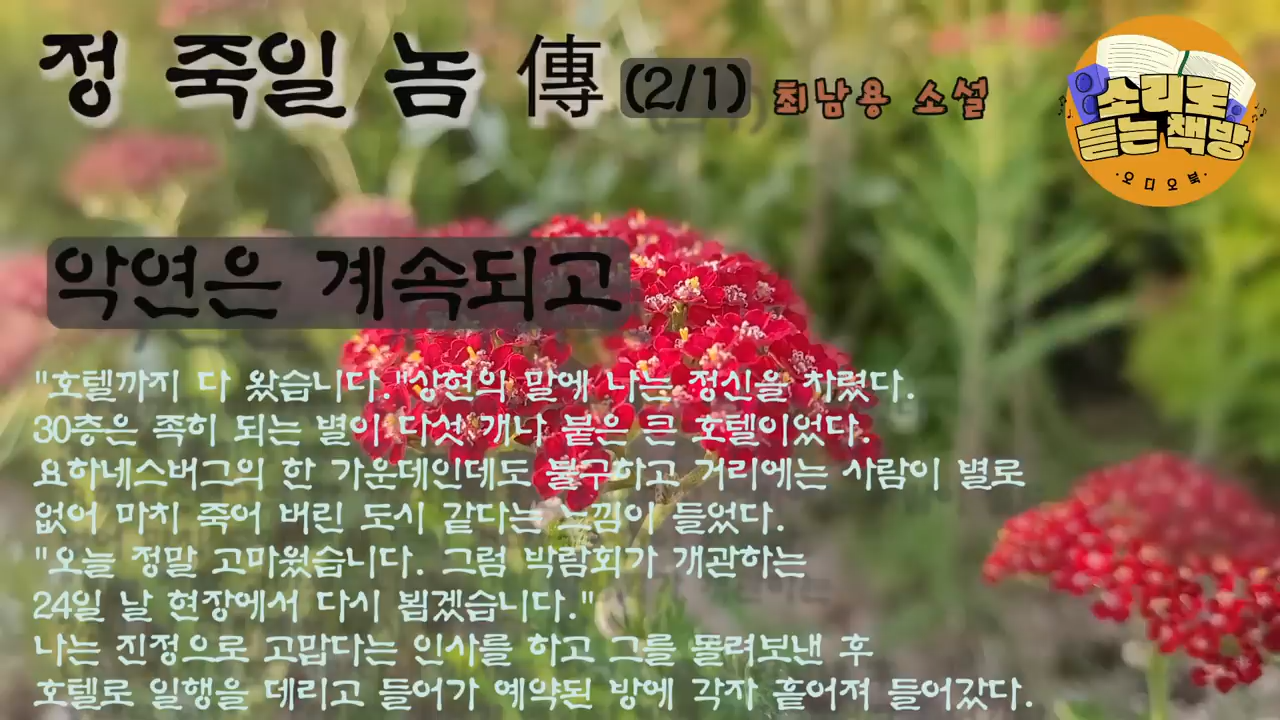 정 죽일 놈 傳 (2/1) 최남용 소설
소리로
듣는 책방
·오디오북·
악연은 계속되고
"호텔까지 다 왔습니다."상헌의 말에 나는 정신을 차렸다.
30층은 족히 되는 별이 다섯 개나 붙은 큰 호텔이었다.
요하네스버그의 한 가운데인데도 불구하고 거리에는 사람이 별로
없어 마치 죽어 버린 도시 같다는 느낌이 들었다.
"오늘 정말 고마웠습니다. 그럼 박람회가 개관하는
24일 날 현장에서 다시 뵙겠습니다."
나는 진정으로 고맙다는 인사를 하고 그를 돌려보낸 후
호텔로 일행을 데리고 들어가 예약된 방에 각자 흩어져 들어갔다.